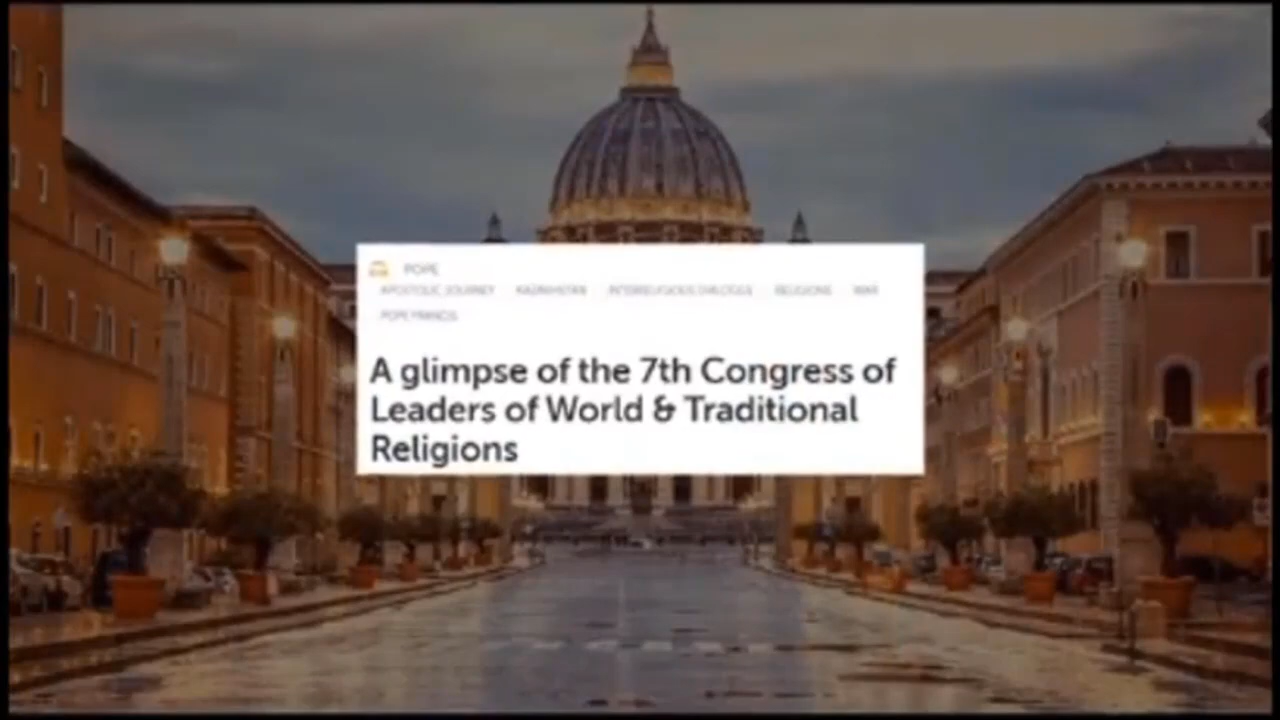 POPE
APOSTOLIC JOURNEY KAZAKHSTAN INTERRELIGIOUS DIALOGUE RELIGIONS WAR
POPE FRANCIS
A glimpse of the 7th Congress of
Leaders of World & Traditional
Religions